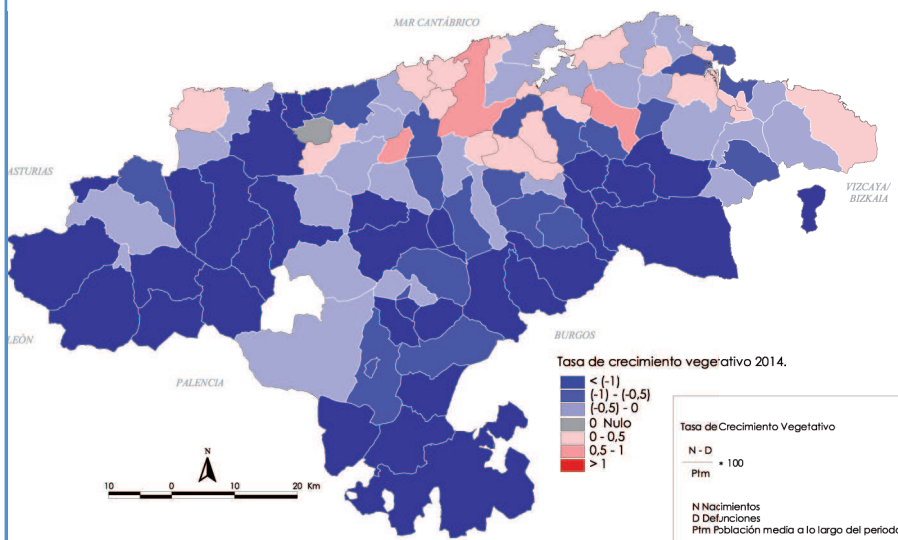 MAR CANTÁBRICO
ASTURIAS
VIZCAYA/
BIZKAIA
LEÓN
BURGOS
PALENCIA
Tasa de crecimiento vegetativo 2014.
< (-1)
(-1) - (-0,5)
(-0,5) - 0
0 Nulo
0 - 0,5
0,5 - 1
> 1
N
10 0 10 20 Km
Tasa de Crecimiento Vegetativo
N - D
* 100
Ptm
N Nacimientos
D Defunciones
Ptm Población media a lo largo del periodo